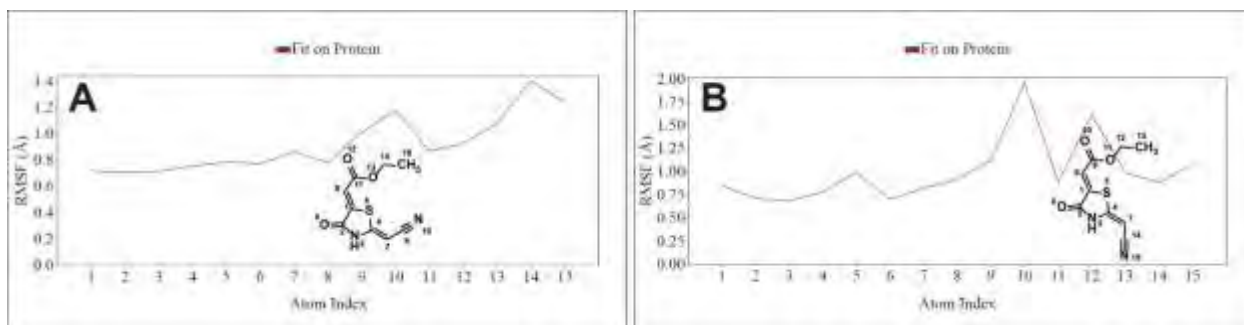 Fit on Protein
A
RMSF (Å)
1.4
1.2
1.0
0.8
0.6
0.4
0.2
0.0
1 2 3 4 5 6 7 8 9 10 11 12 13 14 15
Atom Index
O
O
CH₃
S
O
N
H
N
Fit on Protein
B
RMSF (Å)
2.00
1.75
1.50
1.25
1.00
0.75
0.50
0.25
0.00
1 2 3 4 5 6 7 8 9 10 11 12 13 14 15
Atom Index
O
O
CH₃
S
O
N
H
N